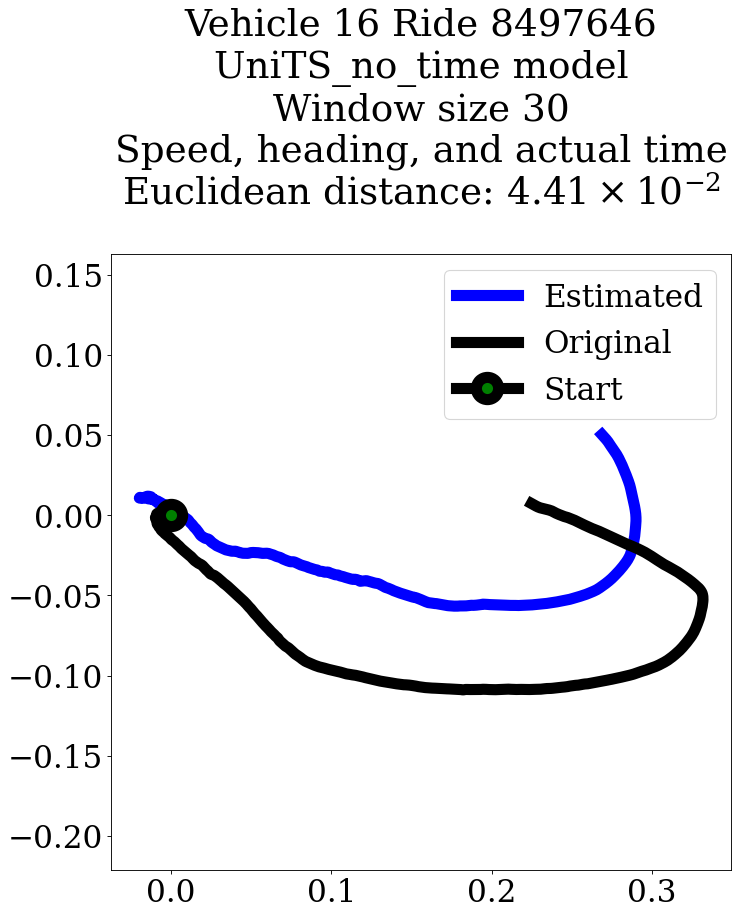 Vehicle 16 Ride 8497646
UniTS_no_time model
Window size 30
Speed, heading, and actual time
Euclidean distance: 4.41 × 10⁻²
Estimated
Original
Start
0.15
0.10
0.05
0.00
−0.05
−0.10
−0.15
−0.20
0.0 0.1 0.2 0.3